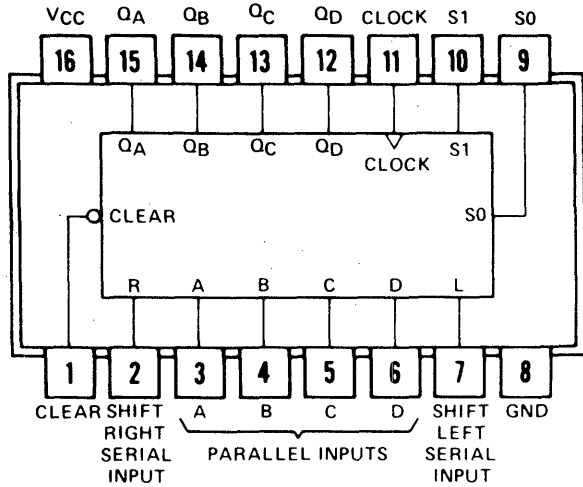 VCC QA QB QC QD CLOCK S1 S0
16 15 14 13 12 11 10 9
QA QB QC QD CLOCK S1
CLEAR S0
R A B C D L
1 2 3 4 5 6 7 8
CLEAR SHIFT RIGHT SERIAL INPUT A B C D SHIFT LEFT SERIAL INPUT GND
PARALLEL INPUTS